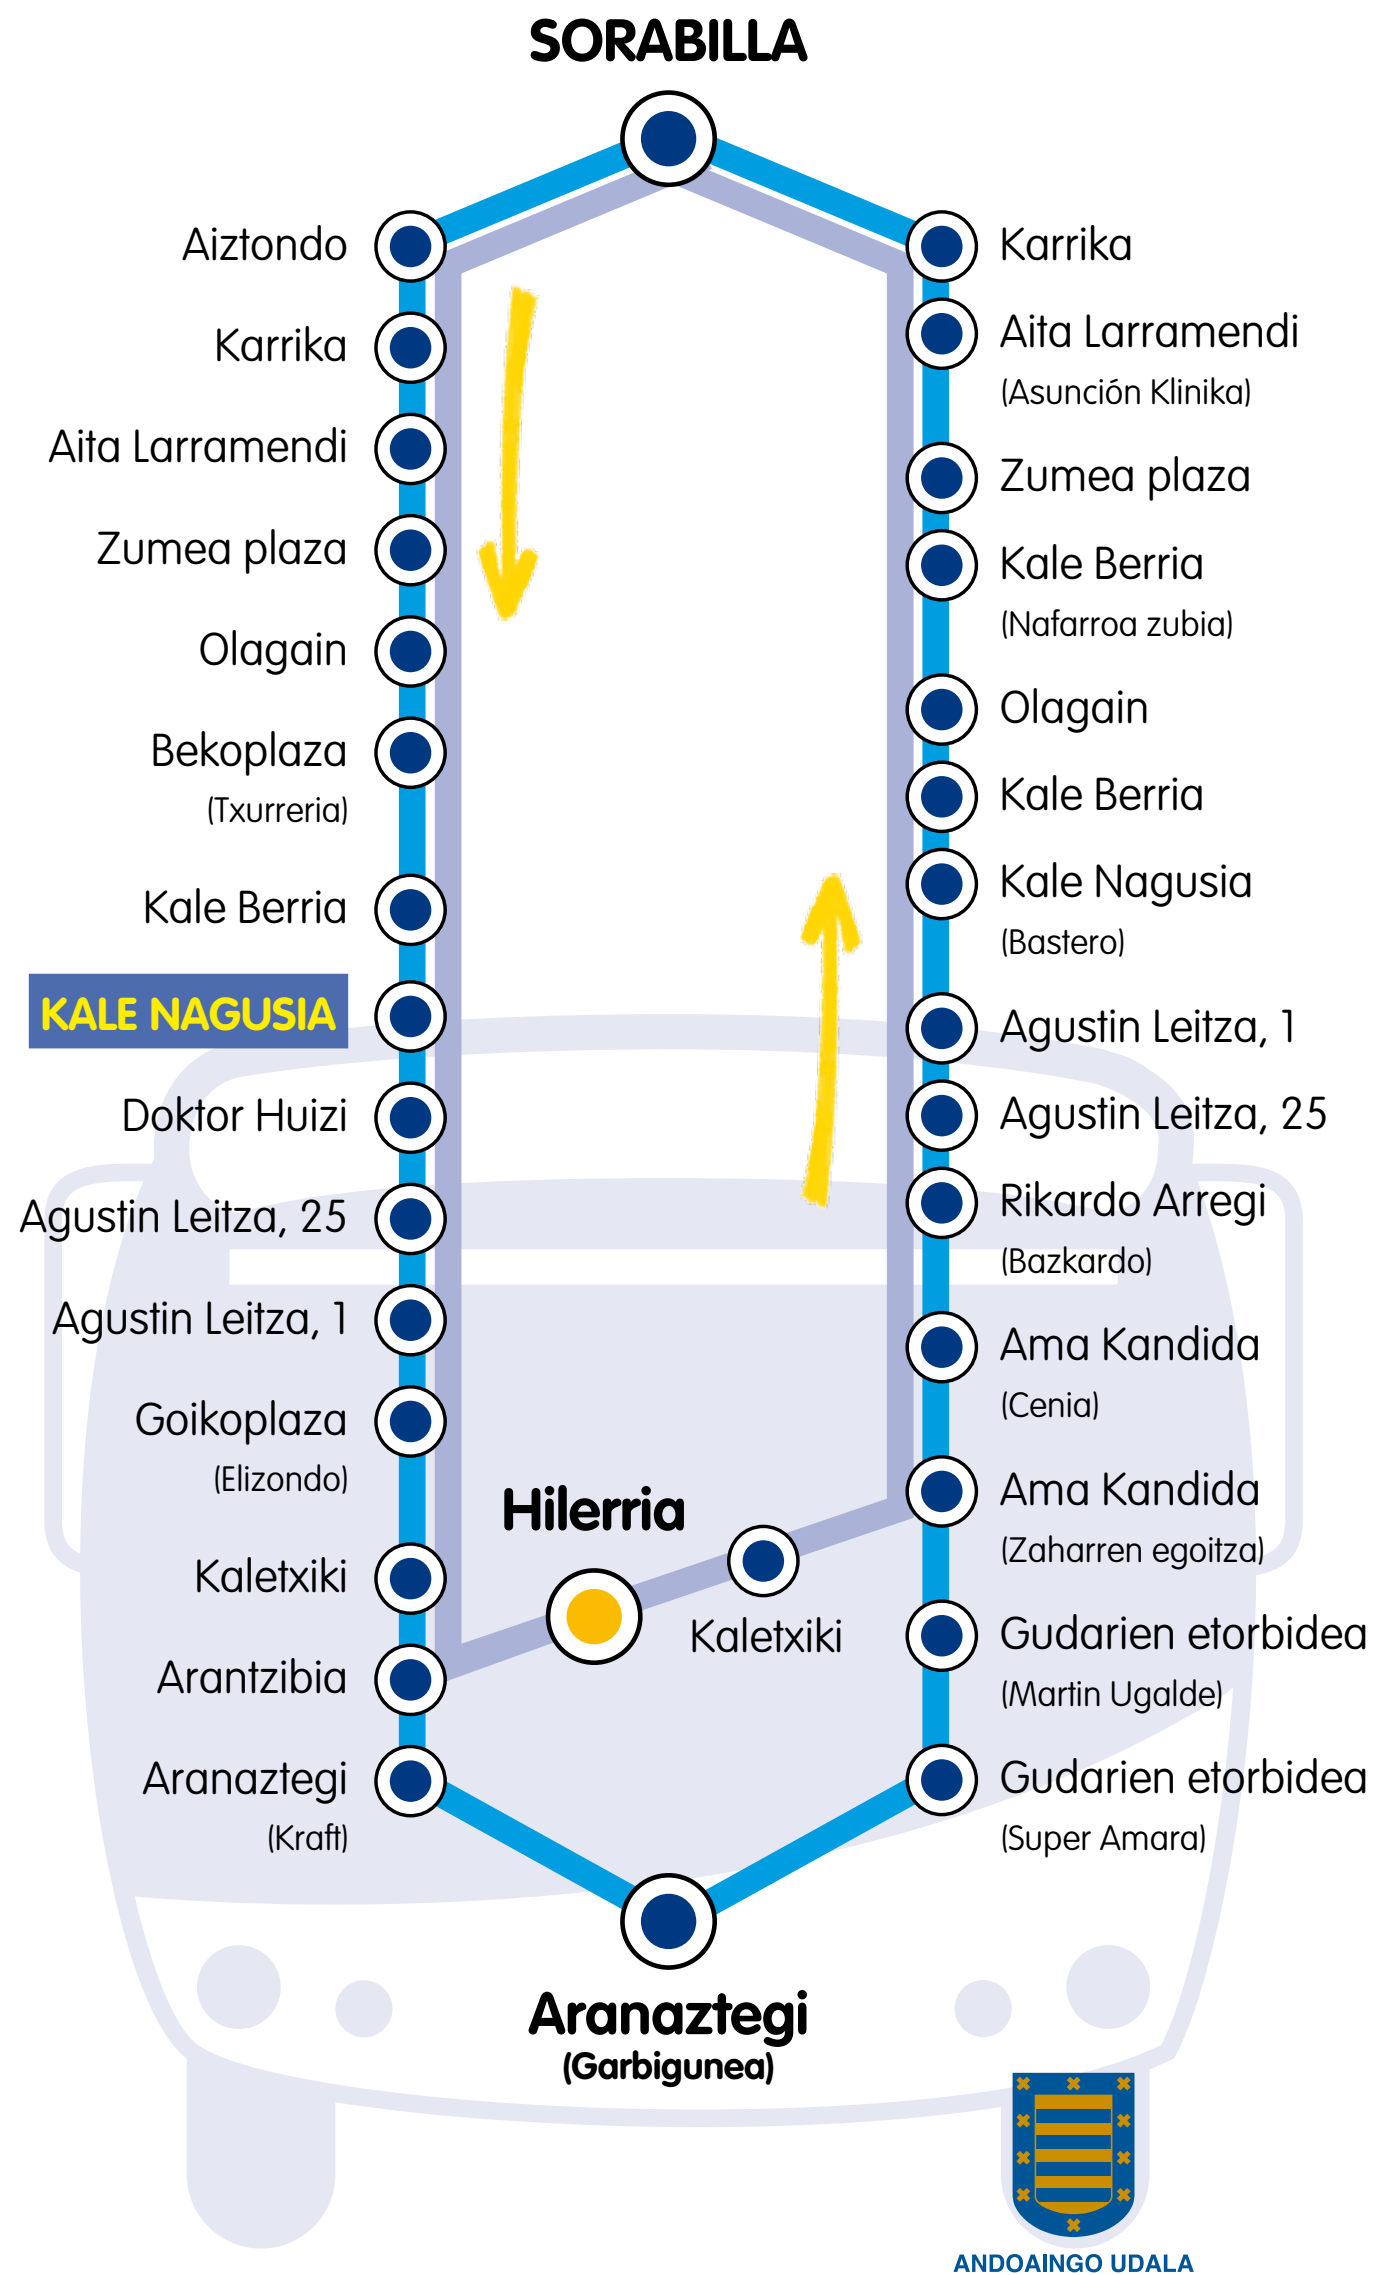 SORABILLA
Aiztondo
Karrika
Aita Larramendi
Zumea plaza
Olagain
Bekoplaza
(Txurreria)
Kale Berria
KALE NAGUSIA
Doktor Huizi
Agustin Leitza, 25
Agustin Leitza, 1
Goikoplaza
(Elizondo)
Kaletxiki
Arantzibia
Aranaztegi
(Kraft)
Hilerria
Kaletxiki
Karrika
Aita Larramendi
(Asunción Klinika)
Zumea plaza
Kale Berria
(Nafarroa zubia)
Olagain
Kale Berria
Kale Nagusia
(Bastero)
Agustin Leitza, 1
Agustin Leitza, 25
Rikardo Arregi
(Bazkardo)
Ama Kandida
(Cenia)
Ama Kandida
(Zaharren egoitza)
Gudarien etorbidea
(Martin Ugalde)
Gudarien etorbidea
(Super Amara)
Aranaztegi
(Garbigunea)
ANDOAINGO UDALA